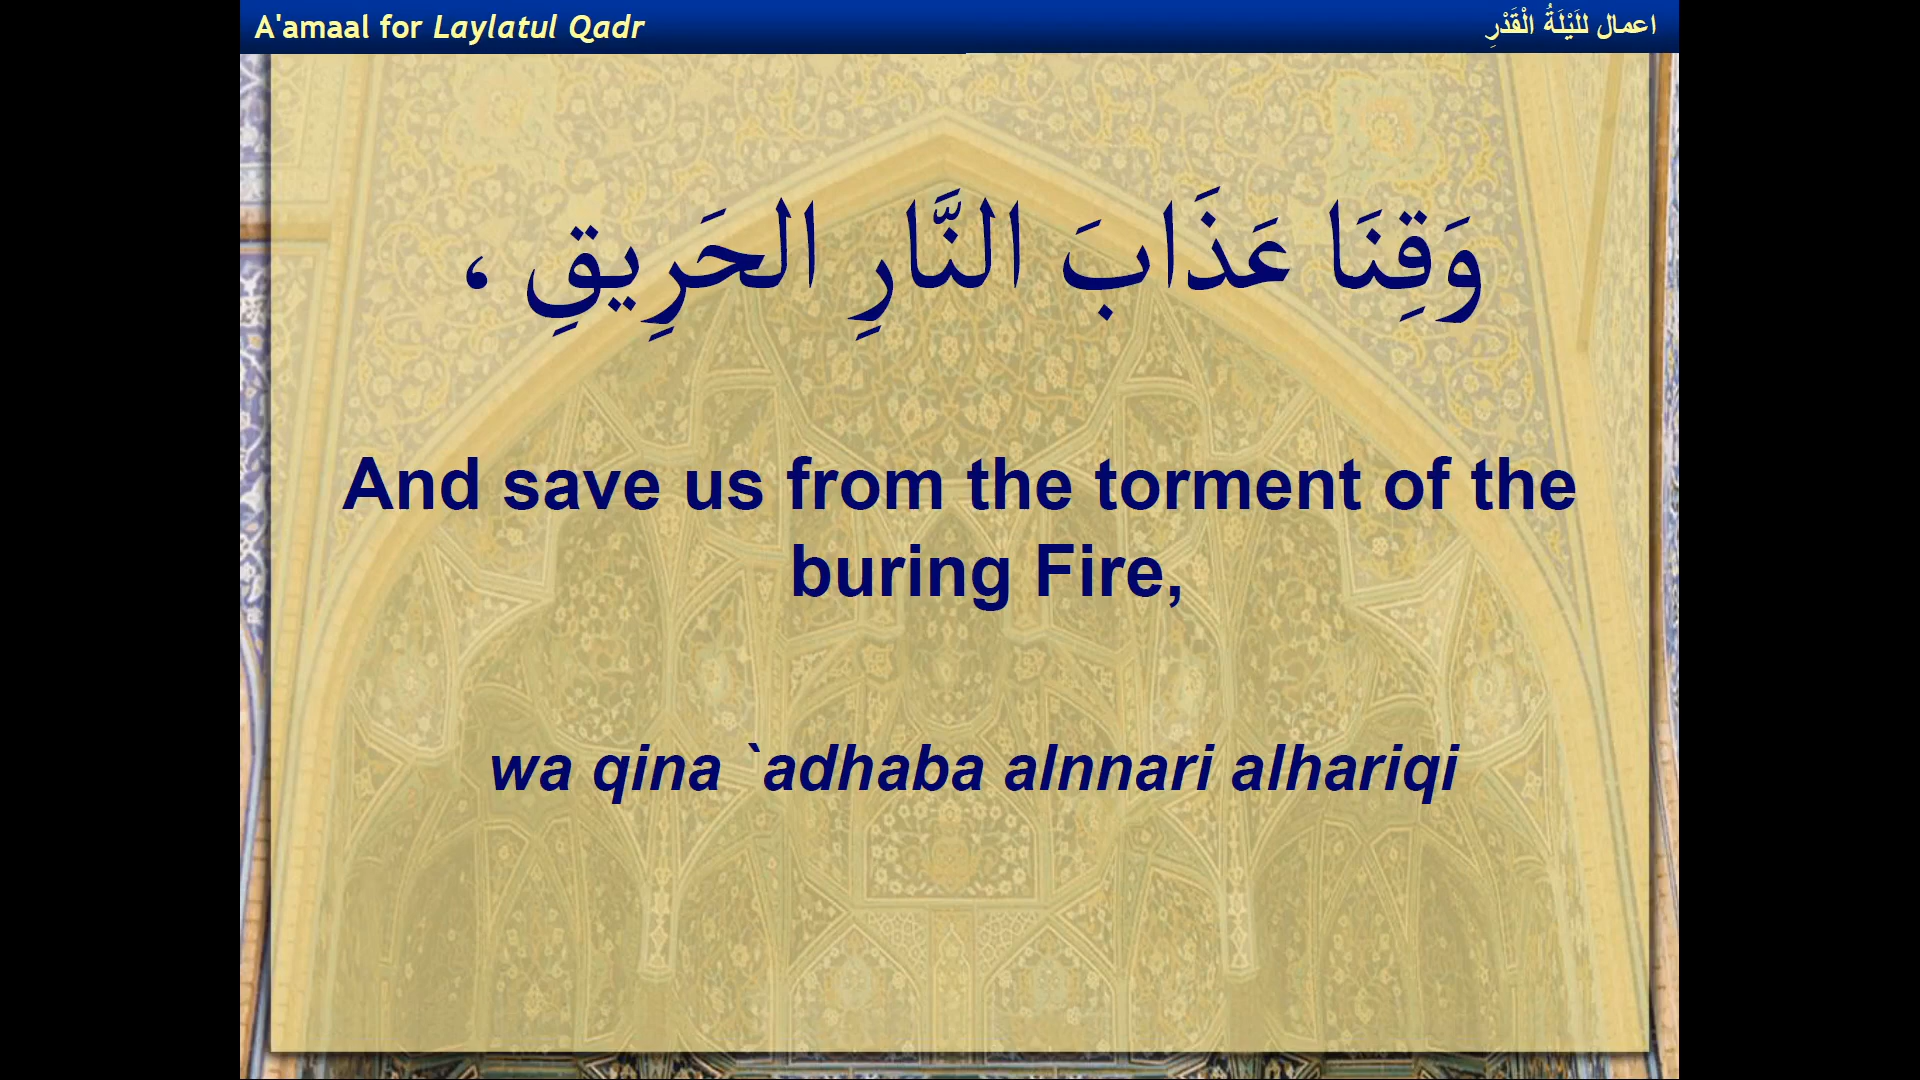 A'amaal for Laylatul Qadr
اعمال للَيْلَةُ الْقَدْرِ
وَقِنَا عَذَابَ النَّارِ الحَرِيقِ ،
And save us from the torment of the
buring Fire,
wa qina `adhaba alnnari alhariqi